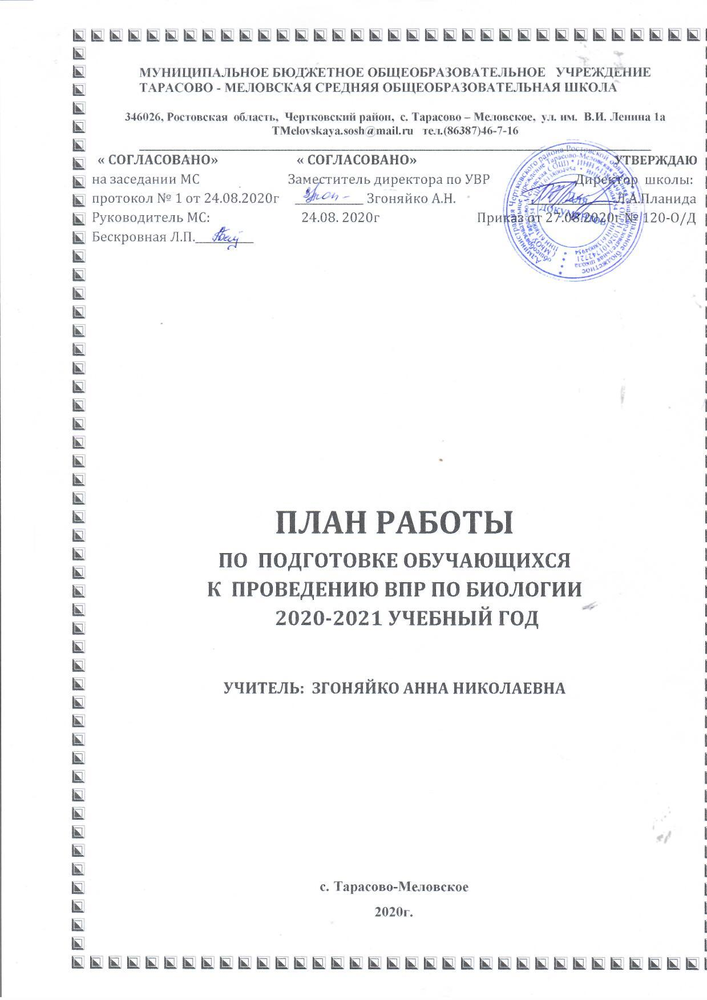 МУНИЦИПАЛЬНОЕ БЮДЖЕТНОЕ ОБЩЕОБРАЗОВАТЕЛЬНОЕ УЧРЕЖДЕНИЕ
ТАРАСОВО - МЕЛОВСКАЯ СРЕДНЯЯ ОБЩЕОБРАЗОВАТЕЛЬНАЯ ШКОЛА
346026, Ростовская область, Чертковский район, с. Тарасово – Меловское, ул. им. В.И. Ленина 1а
TMelovskaya.sosh@mail.ru тел.(86387)46-7-16
« СОГЛАСОВАНО» « СОГЛАСОВАНО» УТВЕРЖДАЮ
на заседании МС Заместитель директора по УВР Директор школы:
протокол № 1 от 24.08.2020г __________ Згоняйко А.Н. Л.А.Планида
Руководитель МС: 24.08. 2020г Приказ от 27.08.2020г № 120-О/Д
Бескровная Л.П.________
ДЛЯ
ДОКУМЕНТОВ
ПЛАН РАБОТЫ
ПО ПОДГОТОВКЕ ОБУЧАЮЩИХСЯ
К ПРОВЕДЕНИЮ ВПР ПО БИОЛОГИИ
2020-2021 УЧЕБНЫЙ ГОД
УЧИТЕЛЬ: ЗГОНЯЙКО АННА НИКОЛАЕВНА
с. Тарасово-Меловское
2020г.